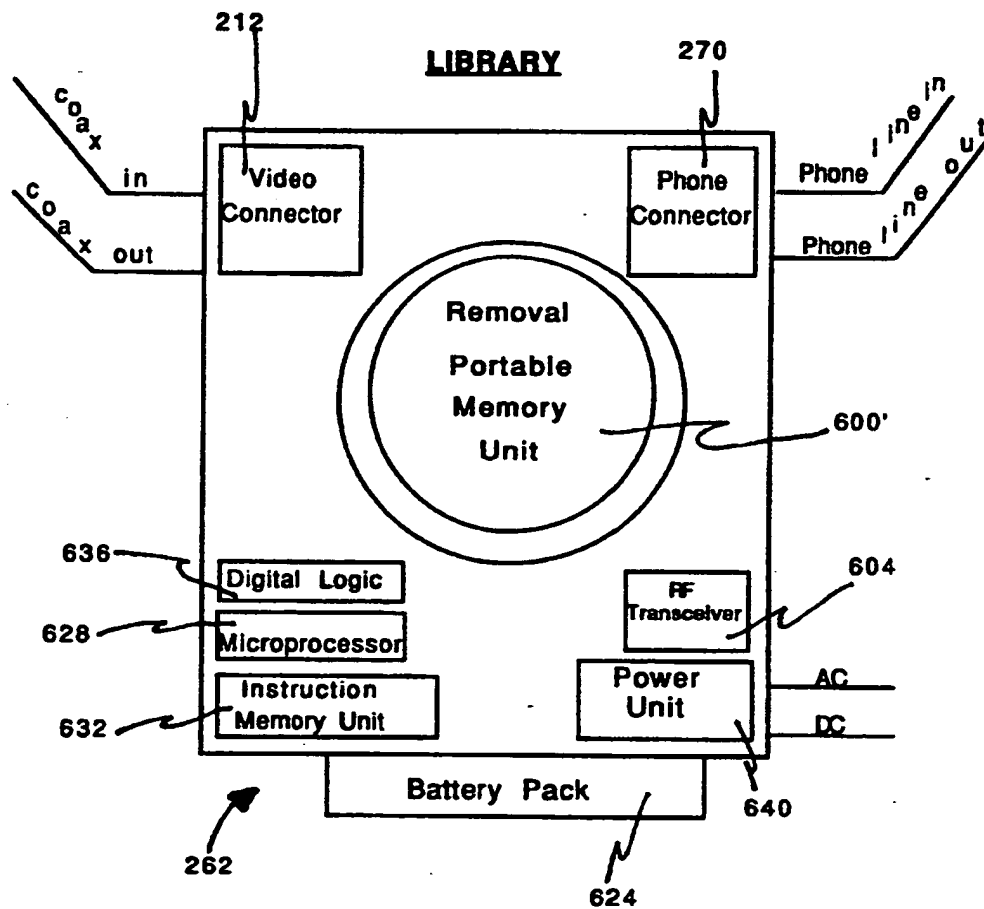 212
LIBRARY
270
coax in
coax out
Video
Connector
Phone
Connector
Phone line in
Phone line out
Removal
Portable
Memory
Unit
600'
636
Digital Logic
628
Microprocessor
632
Instruction
Memory Unit
RF
Transceiver
604
Power
Unit
AC
DC
640
Battery Pack
262
624